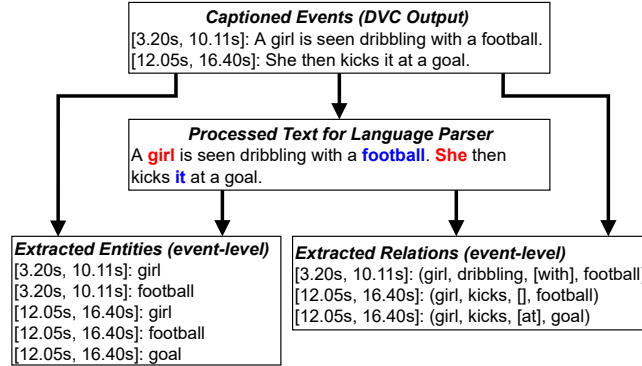 Captioned Events (DVC Output)
[3.20s, 10.11s]: A girl is seen dribbling with a football.
[12.05s, 16.40s]: She then kicks it at a goal.
Processed Text for Language Parser
A girl is seen dribbling with a football. She then
kicks it at a goal.
Extracted Entities (event-level)
[3.20s, 10.11s]: girl
[3.20s, 10.11s]: football
[12.05s, 16.40s]: girl
[12.05s, 16.40s]: football
[12.05s, 16.40s]: goal
Extracted Relations (event-level)
[3.20s, 10.11s]: (girl, dribbling, [with], football)
[12.05s, 16.40s]: (girl, kicks, [], football)
[12.05s, 16.40s]: (girl, kicks, [at], goal)